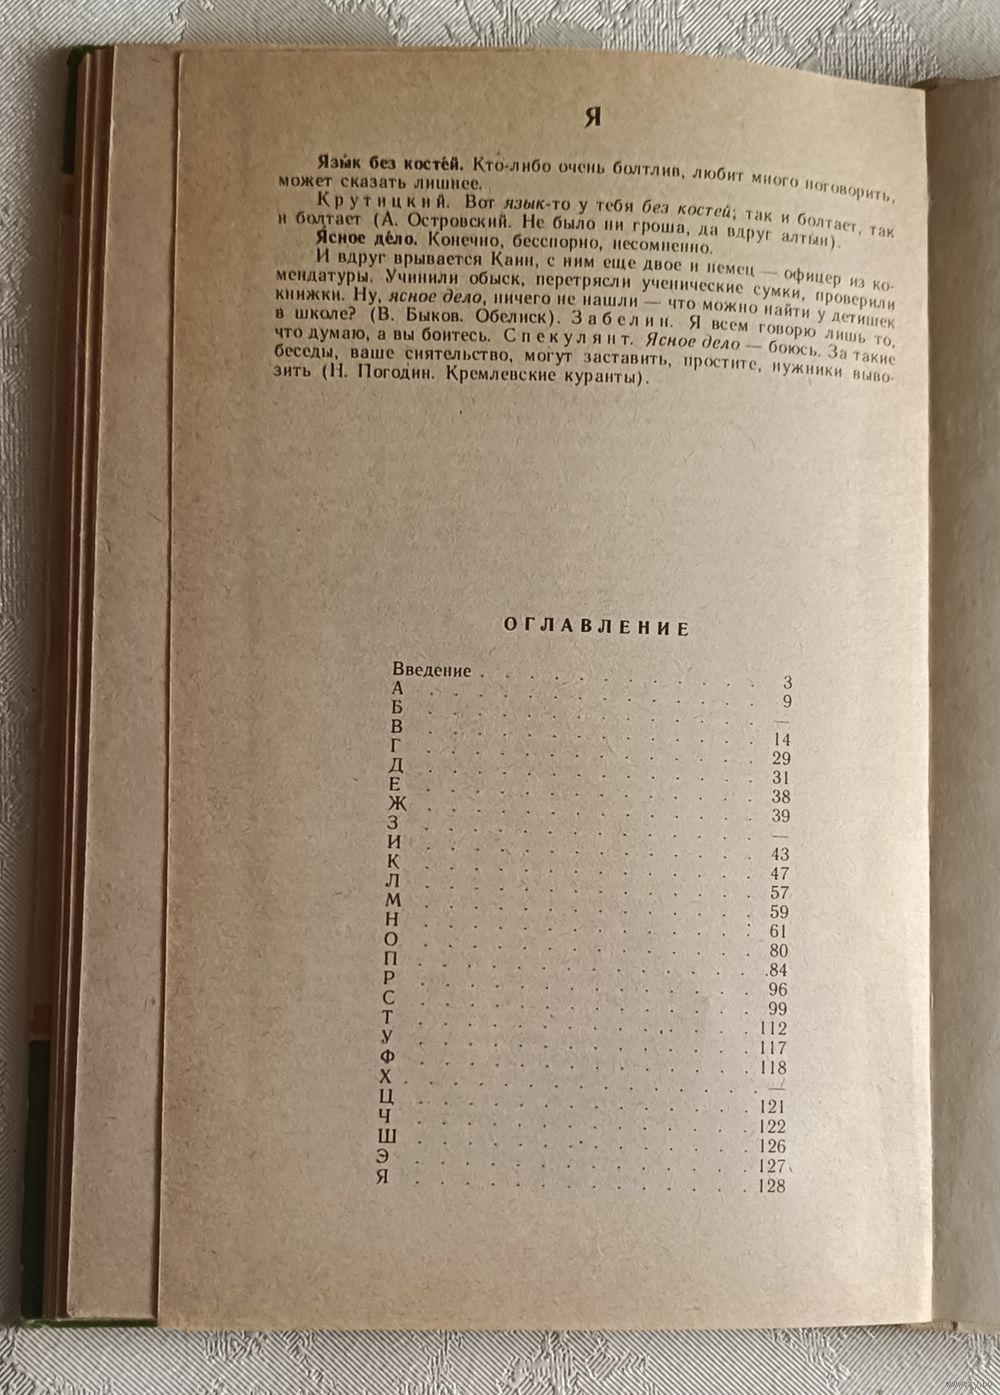 Я
Язы́к без косте́й. Кто-либо очень болтлив, любит много поговорить,
может сказать лишнее.
Крутицкий. Вот язык-то у тебя без костей; так и болтает, так
и болтает (А. Островский. Не было ни гроша, да вдруг алтын).
Я́сное де́ло. Конечно, бесспорно, несомненно.
И вдруг врывается Каин, с ним еще двое и немец — офицер из ко-
мендатуры. Учинили обыск, перетрясли ученические сумки, проверили
книжки. Ну, ясное дело, ничего не нашли — что можно найти у детишек
в школе? (В. Быков. Обелиск). Забелин. Я всем говорю лишь то,
что думаю, а вы боитесь. Спекулянт. Ясное дело — боюсь. За такие
беседы, ваше сиятельство, могут заставить, простите, нужники выво-
зить (Н. Погодин. Кремлевские куранты).
ОГЛАВЛЕНИЕ
Введение . . . . . . . . . . . . 3
А . . . . . . . . . . . . . . 9
Б . . . . . . . . . . . . . . —
В . . . . . . . . . . . . . . 14
Г . . . . . . . . . . . . . . 29
Д . . . . . . . . . . . . . . 31
Е . . . . . . . . . . . . . . 38
Ж . . . . . . . . . . . . . . 39
З . . . . . . . . . . . . . . —
И . . . . . . . . . . . . . . 43
К . . . . . . . . . . . . . . 47
Л . . . . . . . . . . . . . . 57
М . . . . . . . . . . . . . . 59
Н . . . . . . . . . . . . . . 61
О . . . . . . . . . . . . . . 80
П . . . . . . . . . . . . . . 84
Р . . . . . . . . . . . . . . 96
С . . . . . . . . . . . . . . 99
Т . . . . . . . . . . . . . . 112
У . . . . . . . . . . . . . . 117
Ф . . . . . . . . . . . . . . 118
Х . . . . . . . . . . . . . . —
Ц . . . . . . . . . . . . . . 121
Ч . . . . . . . . . . . . . . 122
Ш . . . . . . . . . . . . . . 126
Э . . . . . . . . . . . . . . 127
Я . . . . . . . . . . . . . . 128